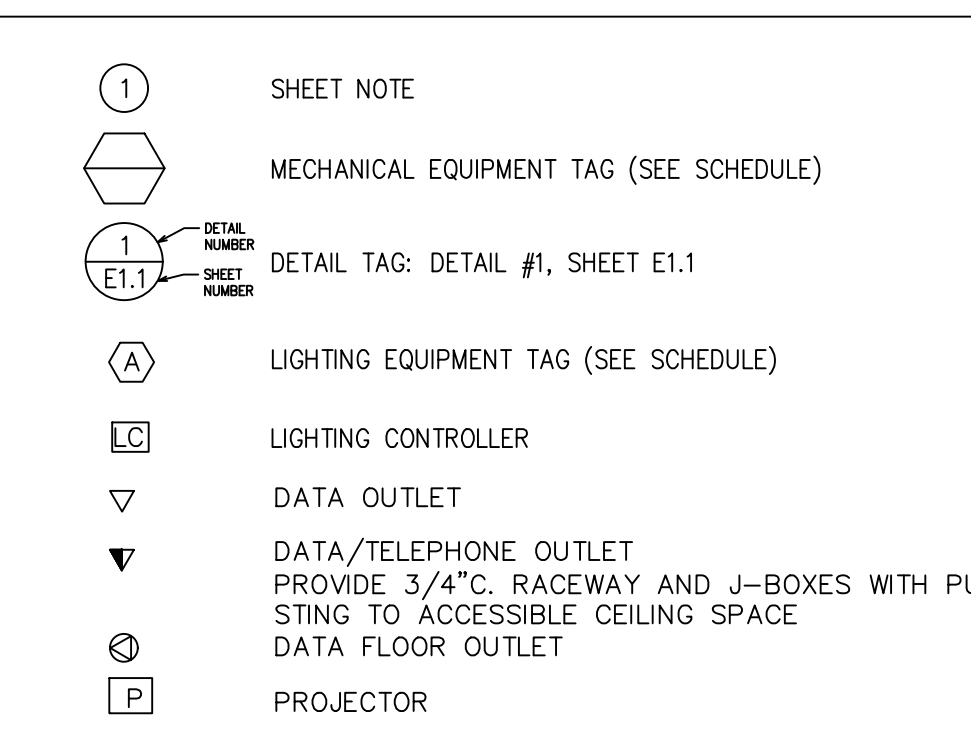 1 SHEET NOTE
MECHANICAL EQUIPMENT TAG (SEE SCHEDULE)
1
E1.1
DETAIL
NUMBER
SHEET
NUMBER
DETAIL TAG: DETAIL #1, SHEET E1.1
A LIGHTING EQUIPMENT TAG (SEE SCHEDULE)
LC LIGHTING CONTROLLER
DATA OUTLET
DATA/TELEPHONE OUTLET
PROVIDE 3/4"C. RACEWAY AND J-BOXES WITH
STING TO ACCESSIBLE CEILING SPACE
DATA FLOOR OUTLET
P PROJECTOR